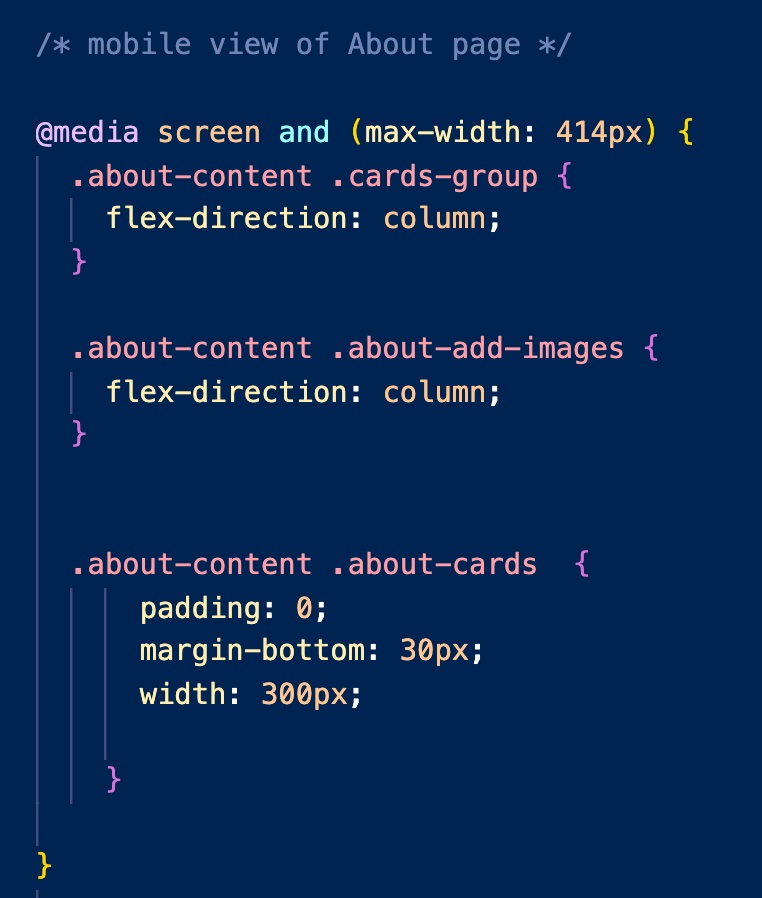 /* mobile view of About page */
@media screen and (max-width: 414px) {
.about-content .cards-group {
flex-direction: column;
}
.about-content .about-add-images {
flex-direction: column;
}
.about-content .about-cards  {
padding: 0;
margin-bottom: 30px;
width: 300px;
}
}